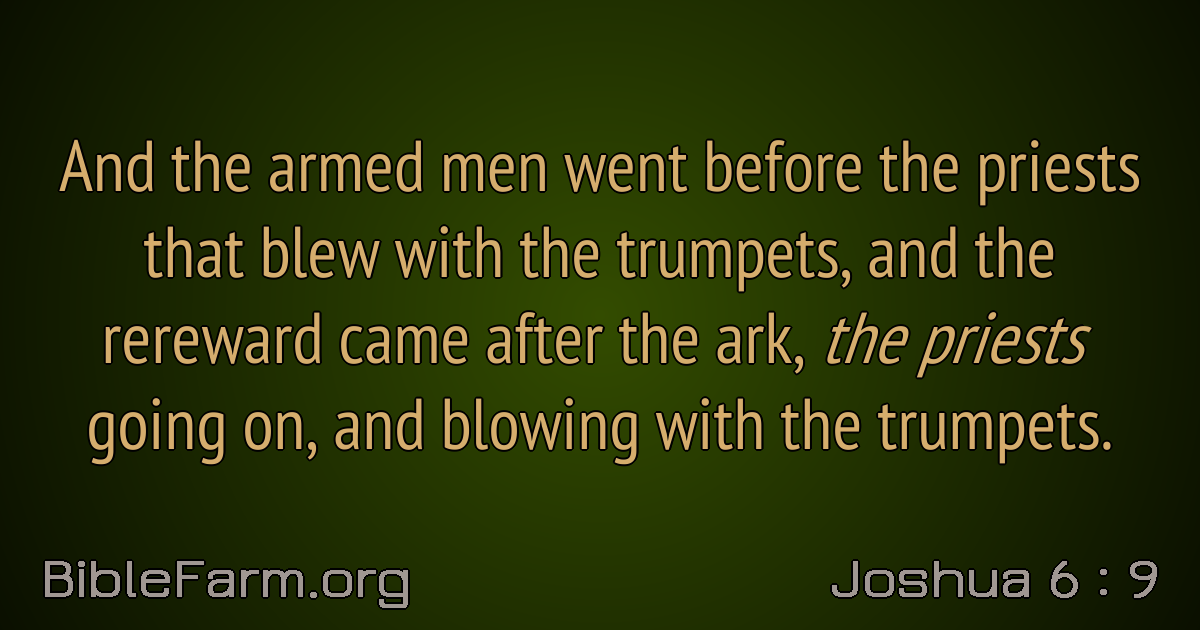 And the armed men went before the priests
that blew with the trumpets, and the
rereward came after the ark, the priests
going on, and blowing with the trumpets.
BibleFarm.org
Joshua 6 : 9